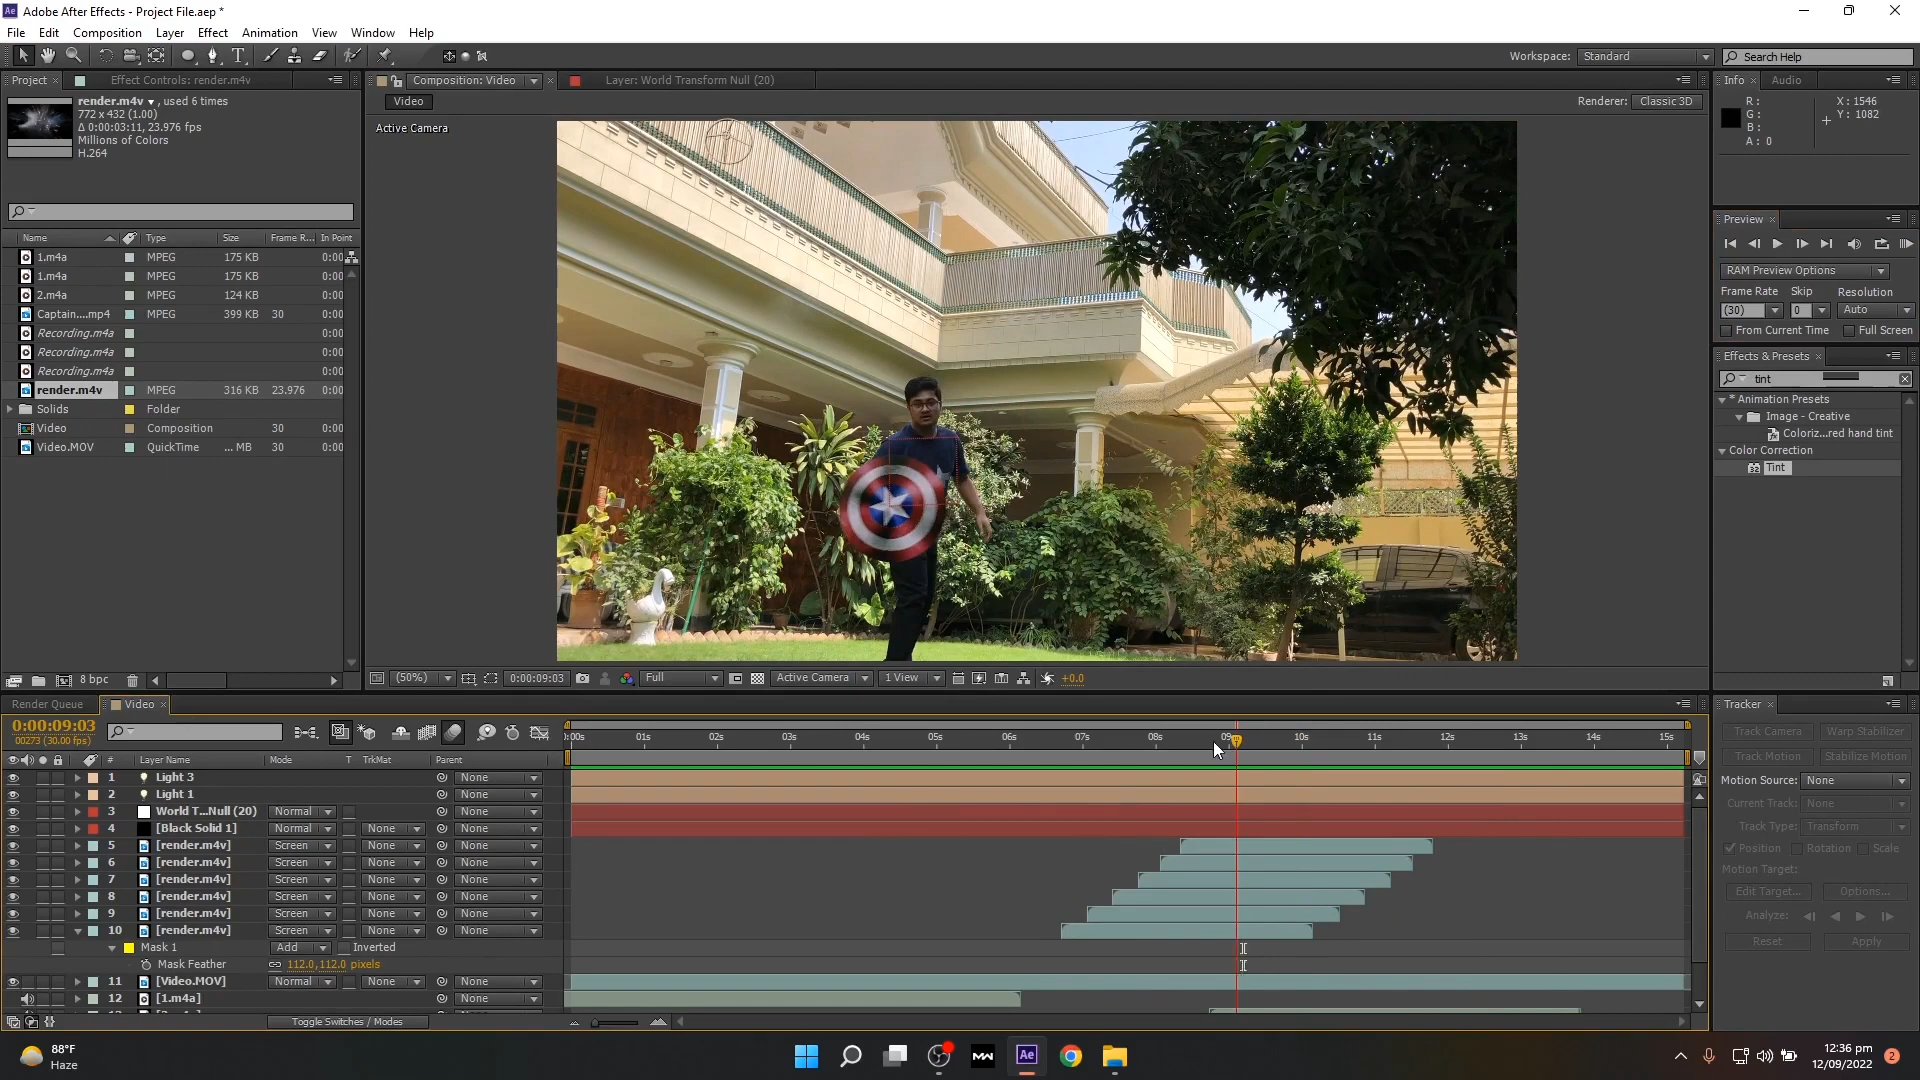 Adobe After Effects - Project File.aep *
File Edit Composition Layer Effect Animation View Window Help
Workspace: Standard Search Help
Project Effect Controls: render.m4v Composition: Video Layer: World Transform Null (20) Info Audio
render.m4v , used 6 times
772 x 432 (1.00)
Δ 0:00:03:11, 23.976 fps
Millions of Colors
H.264
Video
Renderer: Classic 3D
Active Camera
R: X: 1546
G: Y: 1082
B:
A: 0
Name Type Size Frame R... In Point
1.m4a MPEG 175 KB 0:00
1.m4a MPEG 175 KB 0:00
2.m4a MPEG 124 KB 0:00
Captain....mp4 MPEG 399 KB 30 0:00
Recording.m4a 0:00
Recording.m4a 0:00
Recording.m4a 0:00
render.m4v MPEG 316 KB 23.976 0:00
Solids Folder
Video Composition 30
Video.MOV QuickTime ... MB 30 0:00
8 bpc
Preview
RAM Preview Options
Frame Rate Skip Resolution
(30) 0 Auto
From Current Time Full Screen
Effects & Presets
tint
* Animation Presets
Image - Creative
Coloriz...red hand tint
Color Correction
Tint
(50%) 0:00:09:03 Full Active Camera 1 View +0.0
Render Queue Video
0:00:09:03
00273 (30.00 fps)
:00s 01s 02s 03s 04s 05s 06s 07s 08s 09s 10s 11s 12s 13s 14s 15s
# Layer Name Mode T TrkMat Parent
1 Light 3 None
2 Light 1 None
3 World T...Null (20) Normal None
4 [Black Solid 1] Normal None None
5 [render.m4v] Screen None None
6 [render.m4v] Screen None None
7 [render.m4v] Screen None None
8 [render.m4v] Screen None None
9 [render.m4v] Screen None None
10 [render.m4v] Screen None None
Mask 1 Add Inverted
Mask Feather 112.0,112.0 pixels
11 [Video.MOV] Normal None None
12 [1.m4a] None
Toggle Switches / Modes
Tracker
Track Camera Warp Stabilizer
Track Motion Stabilize Motion
Motion Source: None
Current Track: None
Track Type: Transform
Position Rotation Scale
Motion Target:
Edit Target... Options...
Analyze:
Reset Apply
88°F
Haze
Ae
12:36 pm
12/09/2022
2